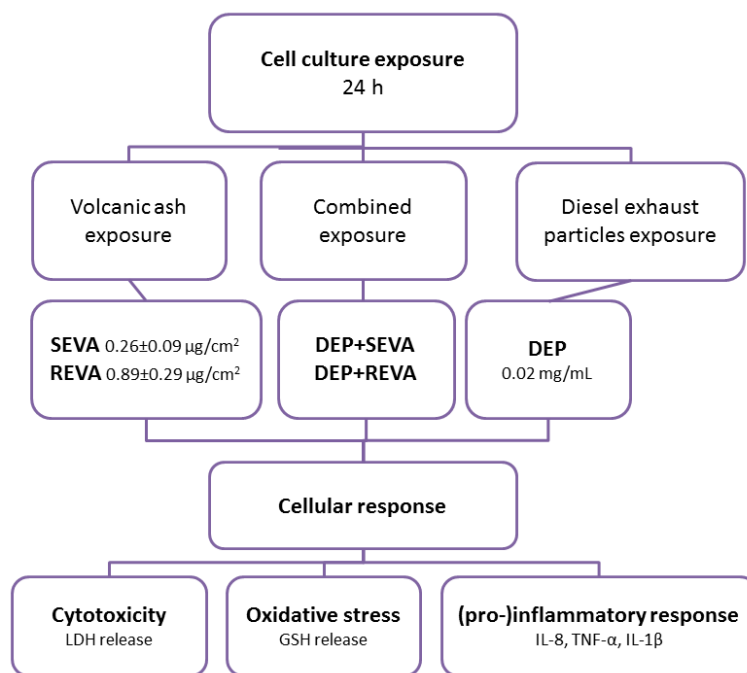 Cell culture exposure
24 h
Volcanic ash
exposure
Combined
exposure
Diesel exhaust
particles exposure
SEVA 0.26±0.09 µg/cm²
REVA 0.89±0.29 µg/cm²
DEP+SEVA
DEP+REVA
DEP
0.02 mg/mL
Cellular response
Cytotoxicity
LDH release
Oxidative stress
GSH release
(pro-)inflammatory response
IL-8, TNF-α, IL-1β